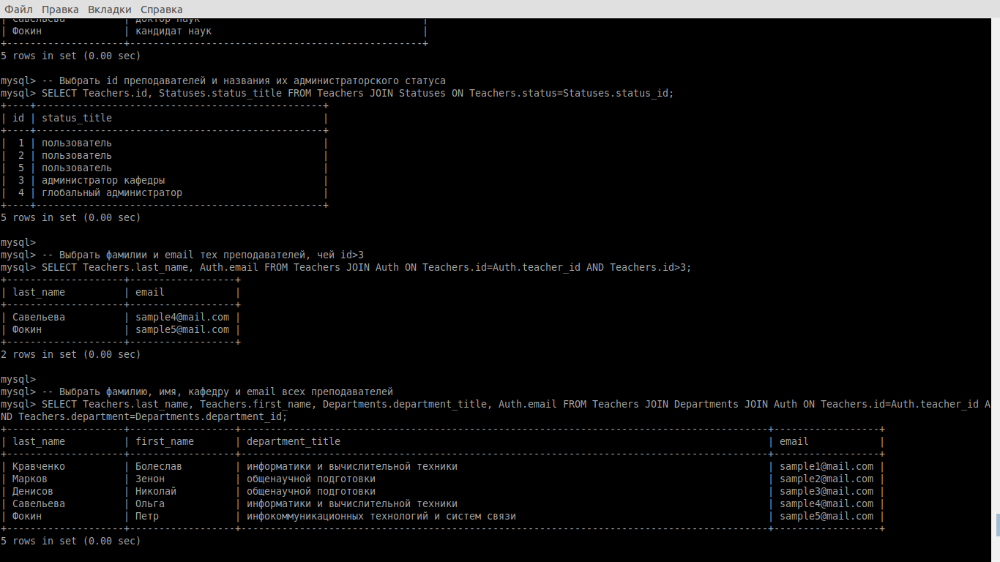 Файл Правка Вкладки Справка
| Савельева | доктор наук |
| Фокин | кандидат наук |
+--------------------+--------------------------------------------------+
5 rows in set (0.00 sec)
mysql> -- Выбрать id преподавателей и названия их администраторского статуса
mysql> SELECT Teachers.id, Statuses.status_title FROM Teachers JOIN Statuses ON Teachers.status=Statuses.status_id;
+----+-------------------------------------------------+
| id | status_title |
+----+-------------------------------------------------+
| 1 | пользователь |
| 2 | пользователь |
| 5 | пользователь |
| 3 | администратор кафедры |
| 4 | глобальный администратор |
+----+-------------------------------------------------+
5 rows in set (0.00 sec)
mysql>
mysql> -- Выбрать фамилии и email тех преподавателей, чей id>3
mysql> SELECT Teachers.last_name, Auth.email FROM Teachers JOIN Auth ON Teachers.id=Auth.teacher_id AND Teachers.id>3;
+--------------------+------------------+
| last_name | email |
+--------------------+------------------+
| Савельева | sample4@mail.com |
| Фокин | sample5@mail.com |
+--------------------+------------------+
2 rows in set (0.00 sec)
mysql>
mysql> -- Выбрать фамилию, имя, кафедру и email всех преподавателей
mysql> SELECT Teachers.last_name, Teachers.first_name, Departments.department_title, Auth.email FROM Teachers JOIN Departments JOIN Auth ON Teachers.id=Auth.teacher_id A
ND Teachers.department=Departments.department_id;
+--------------------+------------------+------------------------------------------------------------------------------------------+------------------+
| last_name | first_name | department_title | email |
+--------------------+------------------+------------------------------------------------------------------------------------------+------------------+
| Кравченко | Болеслав | информатики и вычислительной техники | sample1@mail.com |
| Марков | Зенон | общенаучной подготовки | sample2@mail.com |
| Денисов | Николай | общенаучной подготовки | sample3@mail.com |
| Савельева | Ольга | информатики и вычислительной техники | sample4@mail.com |
| Фокин | Петр | инфокоммуникационных технологий и систем связи | sample5@mail.com |
+--------------------+------------------+------------------------------------------------------------------------------------------+------------------+
5 rows in set (0.00 sec)